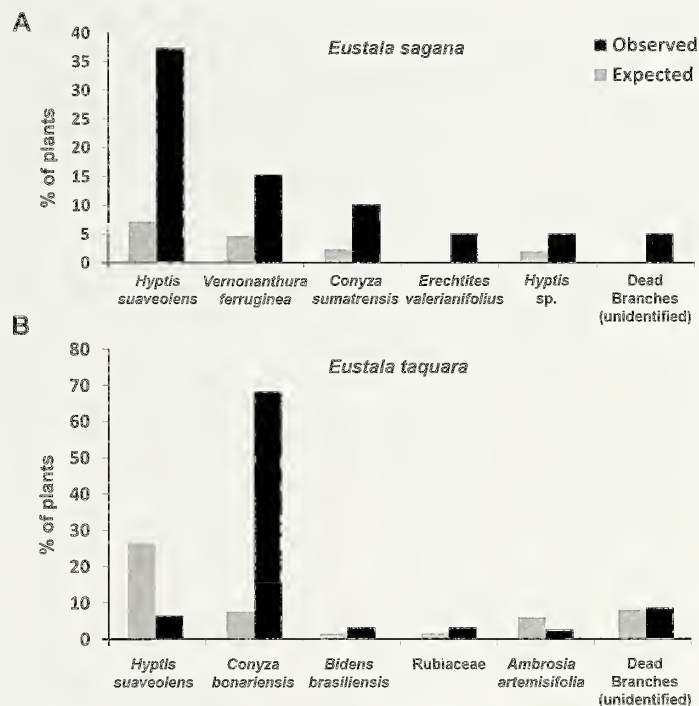 A
Eustala sagana
Observed
Expected
% of plants
40
35
30
25
20
15
10
5
0
Hyptis suaveolens
Vernonanthura ferruginea
Conyza sumatrensis
Erechtites valerianifolius
Hyptis sp.
Dead Branches (unidentified)
B
Eustala taquara
% of plants
80
70
60
50
40
30
20
10
0
Hyptis suaveolens
Conyza bonariensis
Bidens brasiliensis
Rubiaceae
Ambrosia artemisifolia
Dead Branches (unidentified)